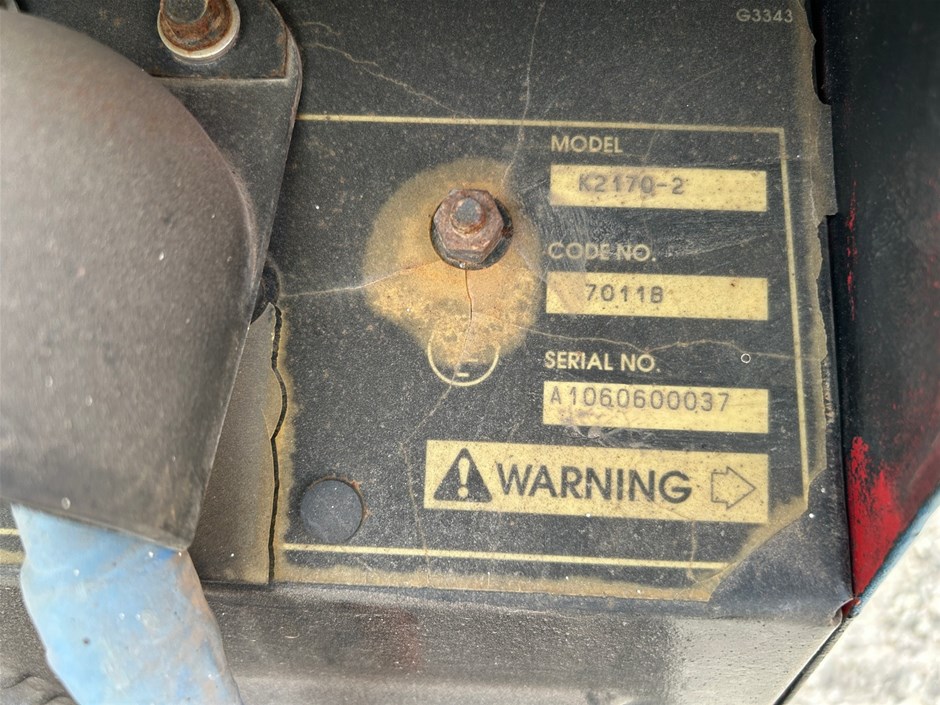 G3343
MODEL
K2170-2
CODE NO.
7011B
SERIAL NO.
A1060600037
WARNING